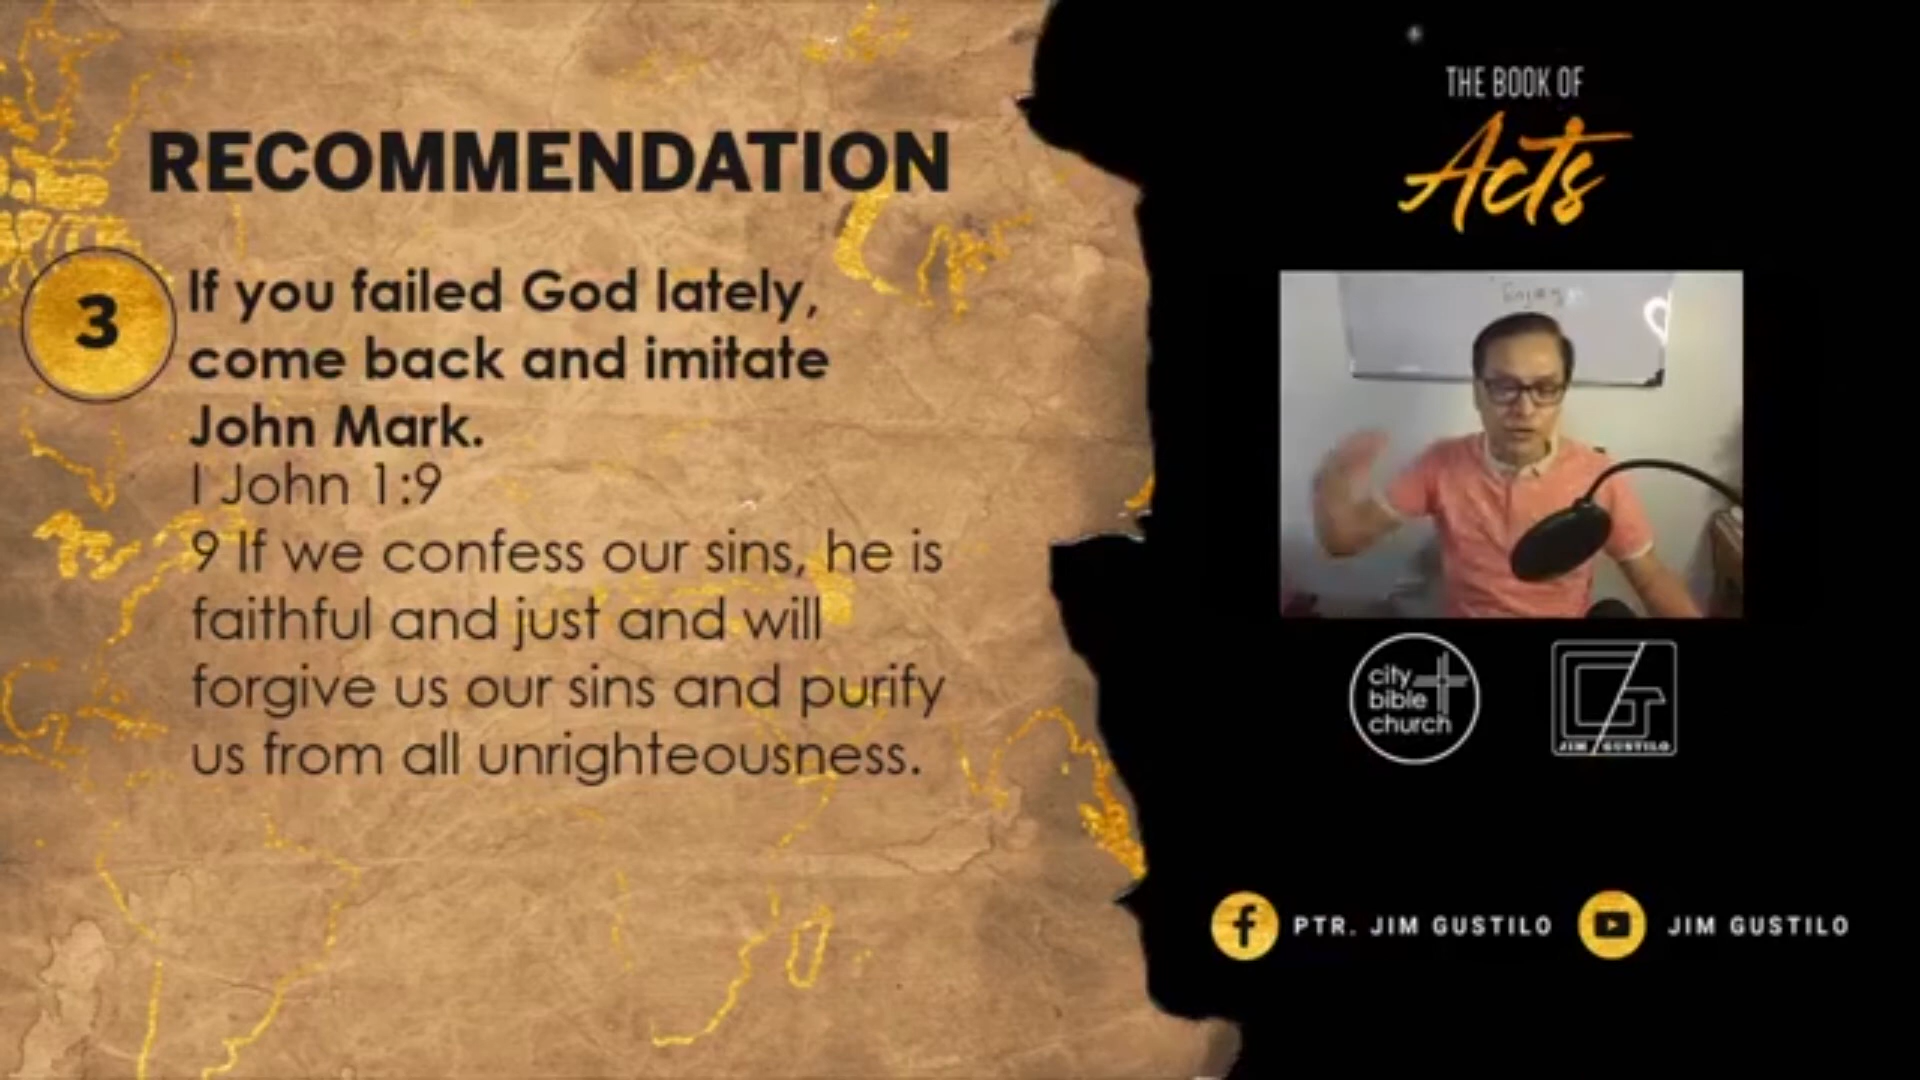 RECOMMENDATION
3
If you failed God lately,
come back and imitate
John Mark.
I John 1:9
9 If we confess our sins, he is
faithful and just and will
forgive us our sins and purify
us from all unrighteousness.
THE BOOK OF
Acts
city
bible
church
JIM GUSTILO
PTR. JIM GUSTILO
JIM GUSTILO